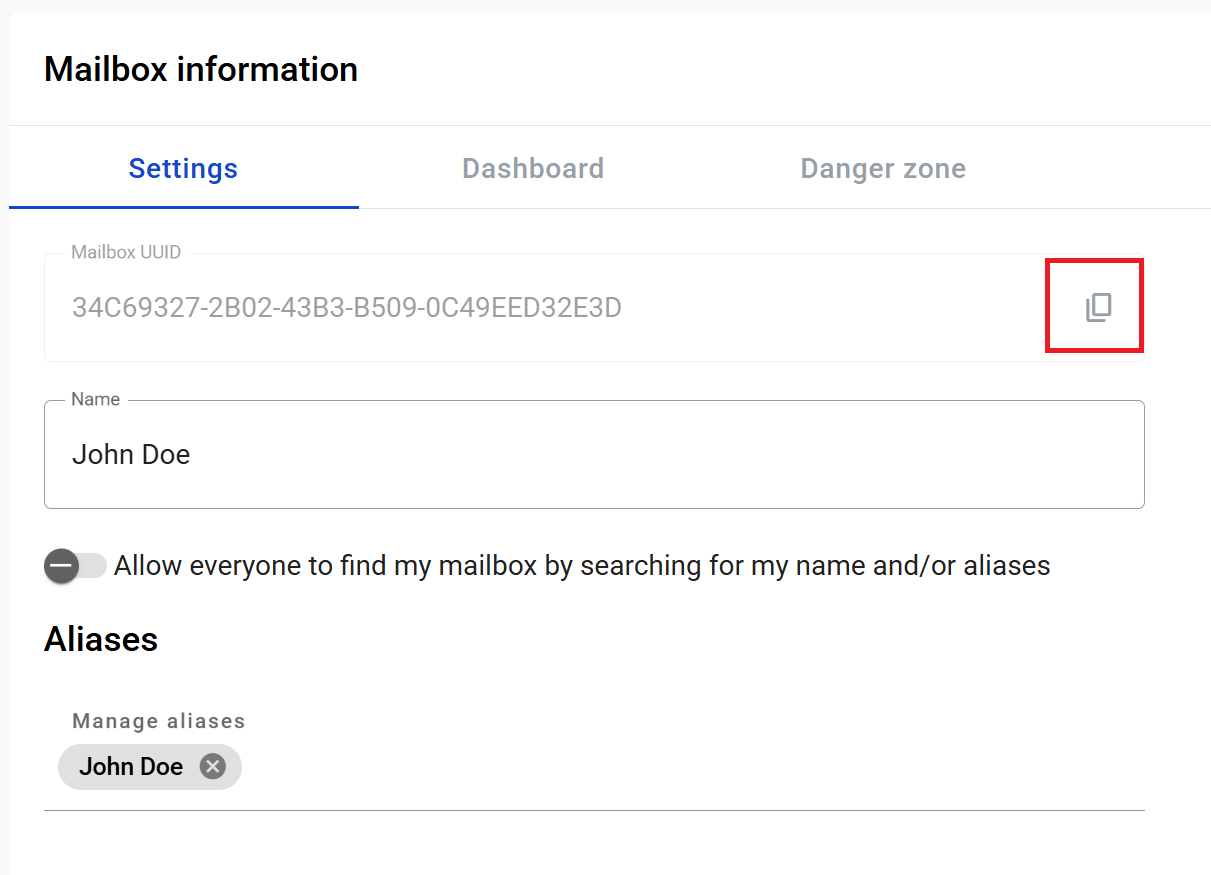 Mailbox information
Settings Dashboard Danger zone
Mailbox UUID
34C69327-2B02-43B3-B509-0C49EED32E3D
Name
John Doe
Allow everyone to find my mailbox by searching for my name and/or aliases
Aliases
Manage aliases
John Doe